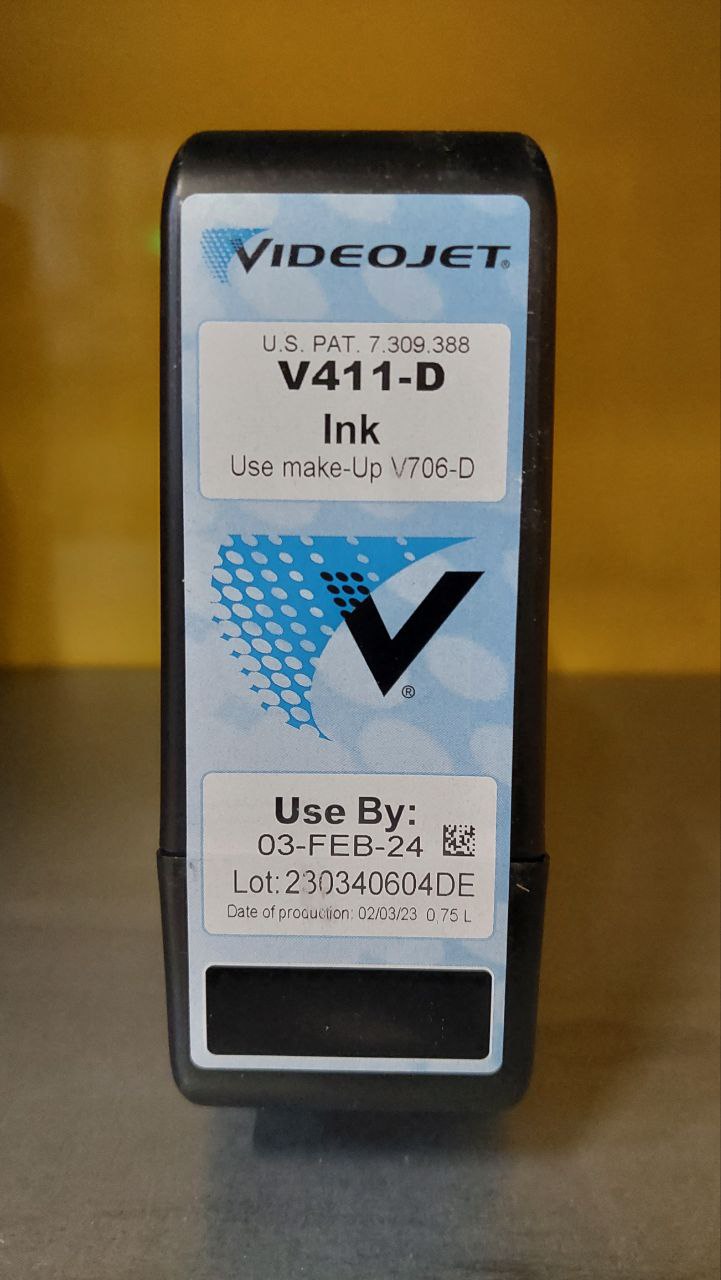 VIDEOJET®
U.S. PAT. 7.309.388
V411-D
Ink
Use make-Up V706-D
V®
Use By:
03-FEB-24
Lot: 230340604DE
Date of production: 02/03/23 0,75 L